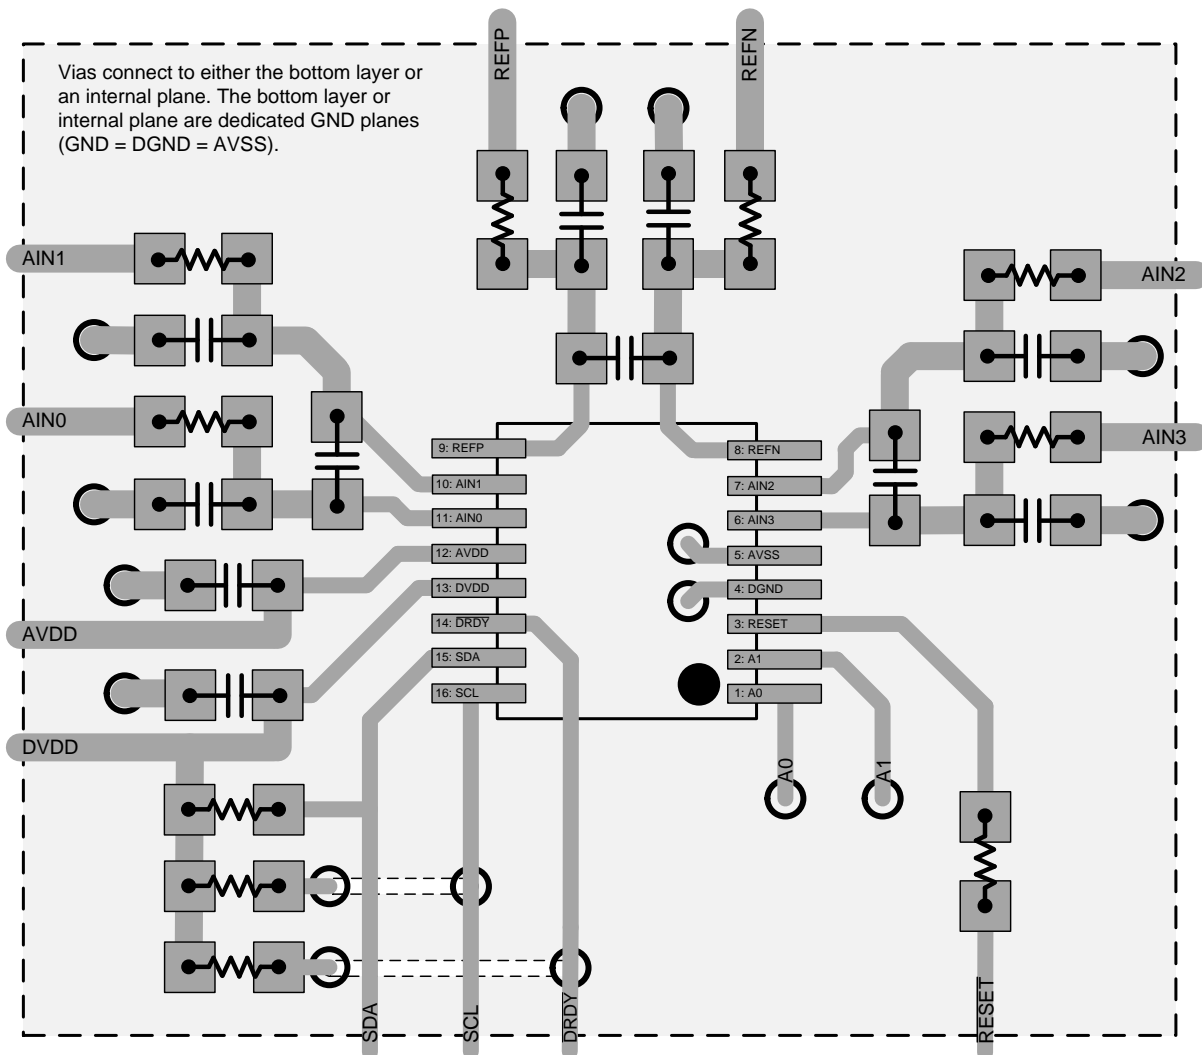 REFP
REFN
Vias connect to either the bottom layer or
an internal plane. The bottom layer or
internal plane are dedicated GND planes
(GND = DGND = AVSS).
AIN1
AIN2
AIN0
AIN3
9: REFP
8: REFN
10: AIN1
7: AIN2
11: AIN0
6: AIN3
12: AVDD
5: AVSS
13: DVDD
4: DGND
14: DRDY
3: RESET
15: SDA
2: A1
16: SCL
1: A0
AVDD
DVDD
A0
A1
SDA
SCL
DRDY
RESET